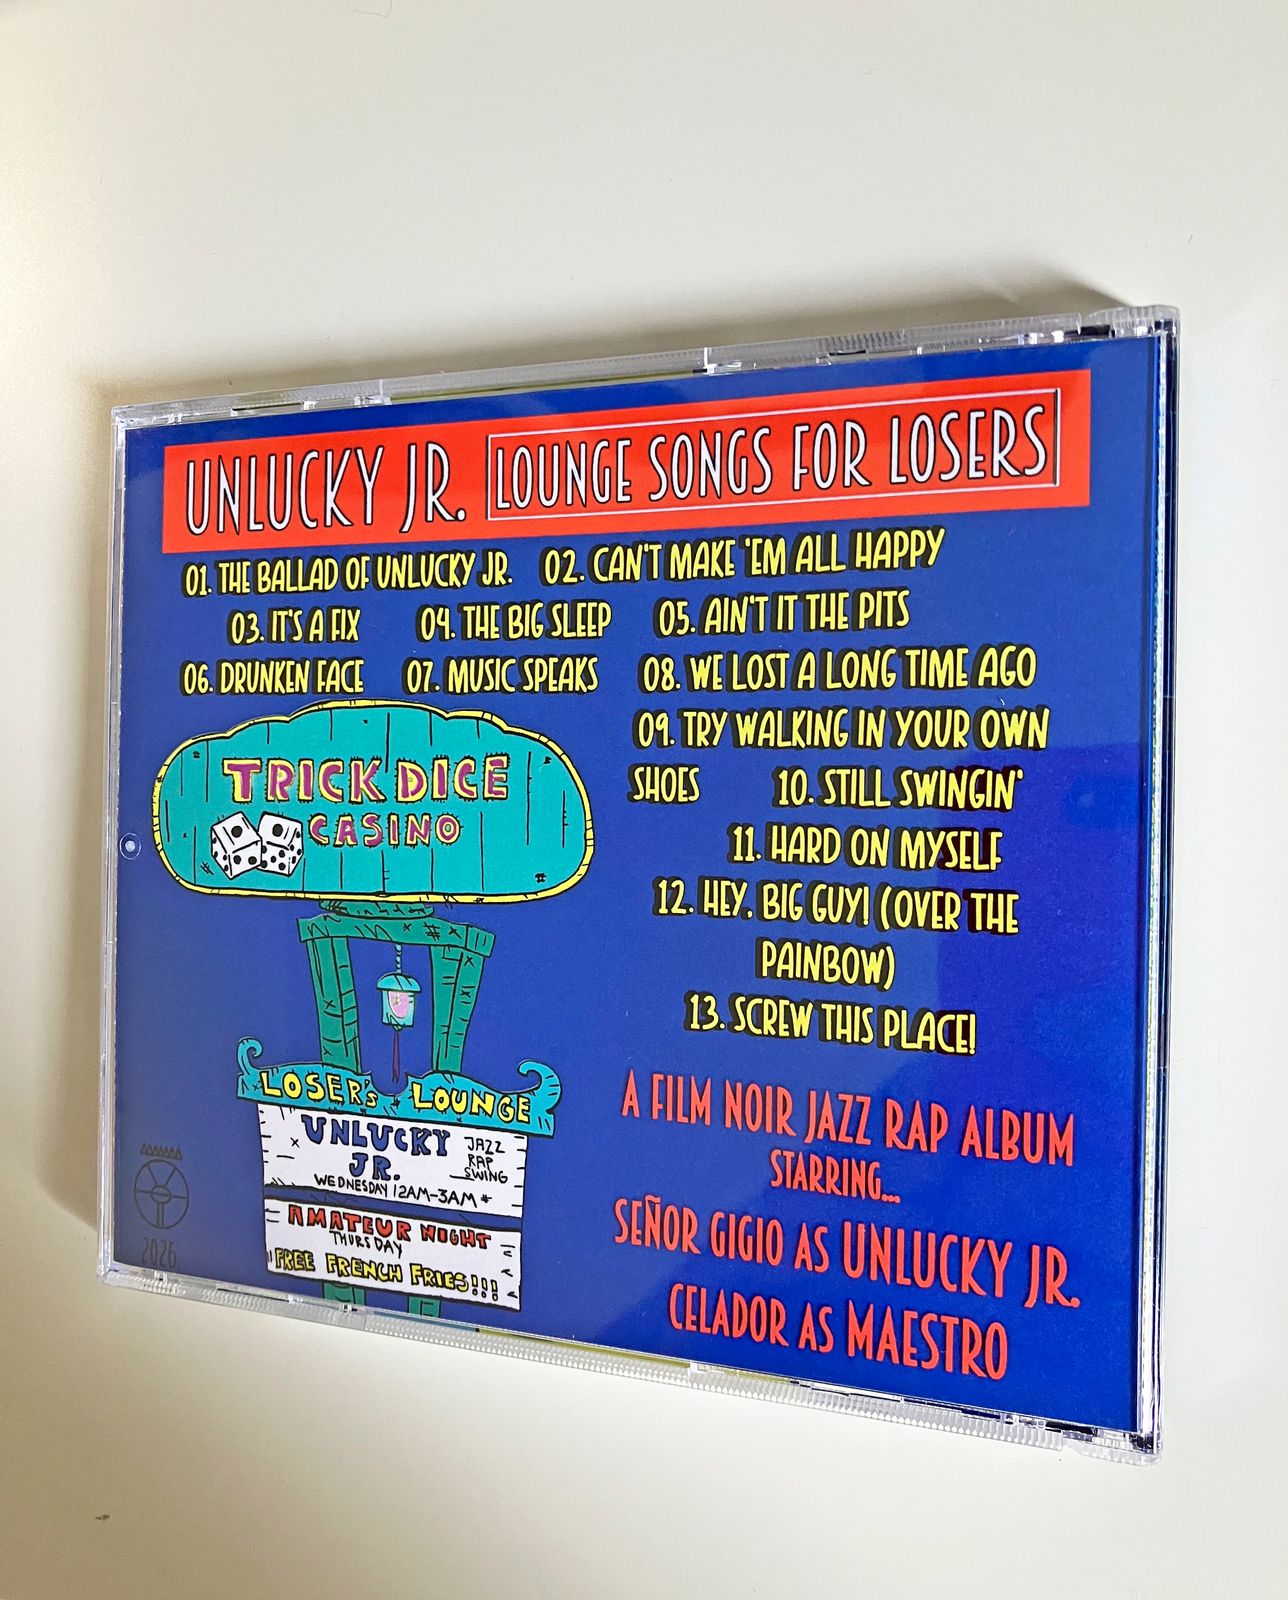 UNLUCKY JR. LOUNGE SONGS FOR LOSERS
01. THE BALLAD OF UNLUCKY JR. 02. CAN'T MAKE 'EM ALL HAPPY
03. IT'S A FIX 04. THE BIG SLEEP 05. AIN'T IT THE PITS
06. DRUNKEN FACE 07. MUSIC SPEAKS 08. WE LOST A LONG TIME AGO
09. TRY WALKING IN YOUR OWN
SHOES 10. STILL SWINGIN'
11. HARD ON MYSELF
12. HEY, BIG GUY! (OVER THE
PAINBOW)
13. SCREW THIS PLACE!
TRICK DICE
CASINO
LOSER'S LOUNGE
UNLUCKY
JR.
JAZZ
RAP
SWING
WEDNESDAY 12AM-3AM
AMATEUR NIGHT
THURSDAY
FREE FRENCH FRIES!!!
A FILM NOIR JAZZ RAP ALBUM
STARRING...
SEÑOR GIGIO AS UNLUCKY JR.
CELADOR AS MAESTRO
2026